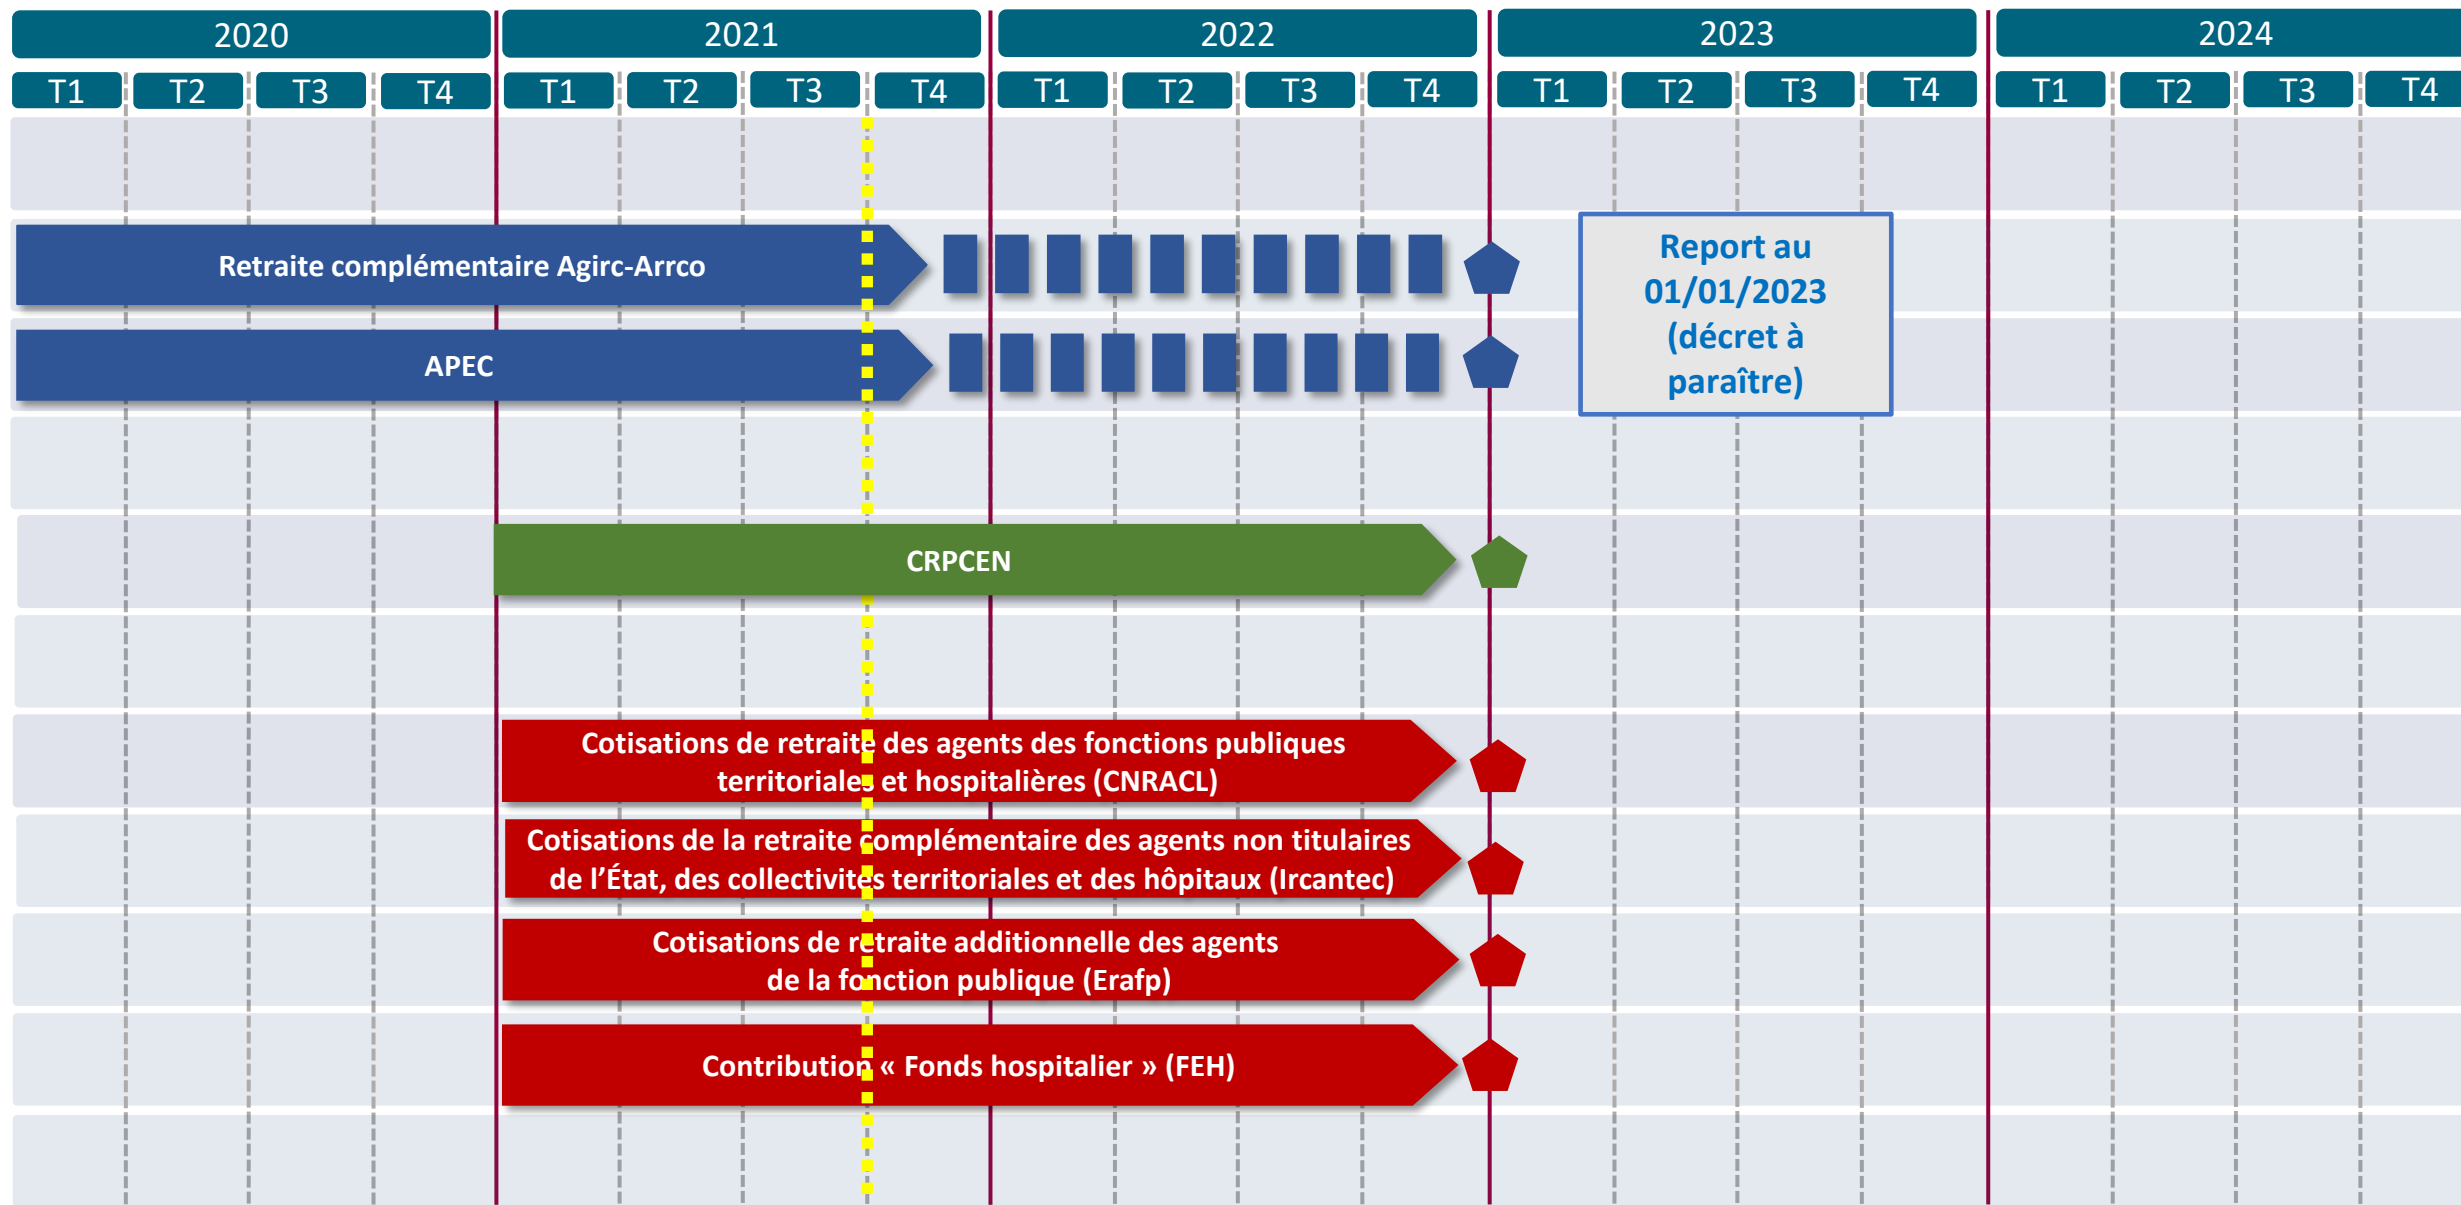 2020
2021
2022
2023
2024
T1
T2
T3
T4
T1
T2
T3
T4
T1
T2
T3
T4
T1
T2
T3
T4
T1
T2
T3
T4
Retraite complémentaire Agirc-Arrco
Report au
01/01/2023
(décret à
paraître)
APEC
CRPCEN
Cotisations de retraite des agents des fonctions publiques
territoriales et hospitalières (CNRACL)
Cotisations de la retraite complémentaire des agents non titulaires
de l’État, des collectivités territoriales et des hôpitaux (Ircantec)
Cotisations de retraite additionnelle des agents
de la fonction publique (Erafp)
Contribution « Fonds hospitalier » (FEH)